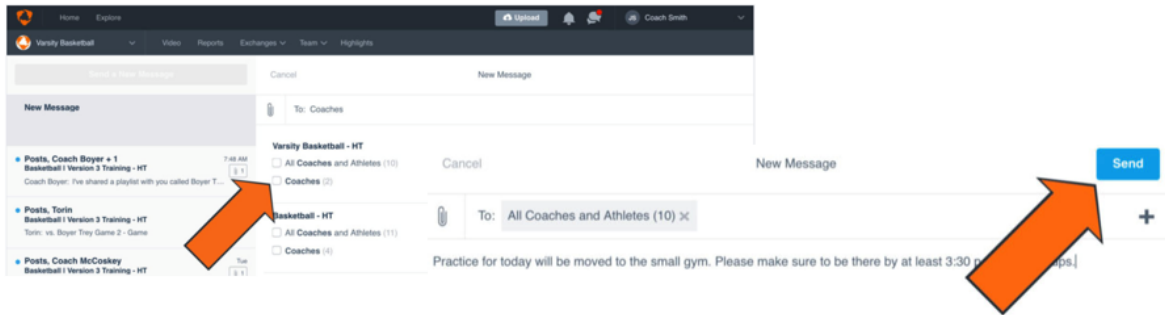 Home Explore Upload JS Coach Smith
Varsity Basketball Video Reports Exchanges Team Highlights
Send a New Message Cancel New Message
New Message
To: Coaches
Varsity Basketball - HT
All Coaches and Athletes (10)
Coaches (2)
Posts, Coach Boyer + 1 7:48 AM
Basketball I Version 3 Training - HT 1
Coach Boyer: I've shared a playlist with you called Boyer T...
Posts, Torin
Basketball I Version 3 Training - HT
Torin: vs. Boyer Trey Game 2 - Game
Posts, Coach McCoskey Tue
Basketball I Version 3 Training - HT 1
Basketball - HT
All Coaches and Athletes (11)
Coaches (4)
Cancel New Message Send
To: All Coaches and Athletes (10) ×
Practice for today will be moved to the small gym. Please make sure to be there by at least 3:30